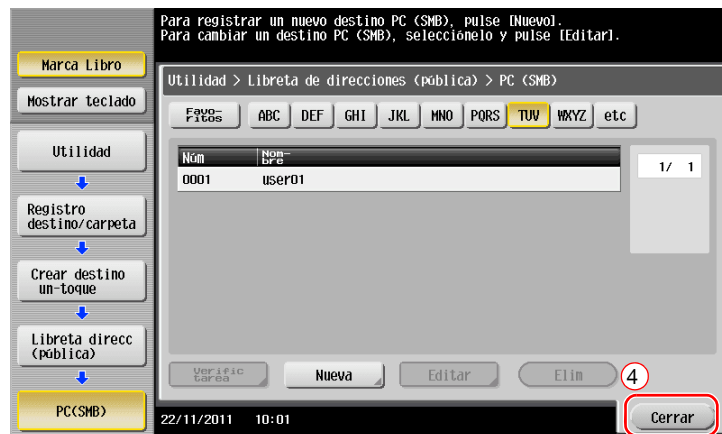 Para registrar un nuevo destino PC (SMB), pulse [Nuevo].
Para cambiar un destino PC (SMB), selecciónelo y pulse [Editar].
Marca Libro
Mostrar teclado
Utilidad
Registro
destino/carpeta
Crear destino
un-toque
Libreta direcc
(pública)
PC(SMB)
Utilidad > Libreta de direcciones (pública) > PC (SMB)
Favo-
ritos
ABC DEF GHI JKL MNO PQRS TUV WXYZ etc
Núm Nom-
bre
0001 user01
1/ 1
Verific
tarea
Nueva Editar Elim
4
22/11/2011 10:01
Cerrar